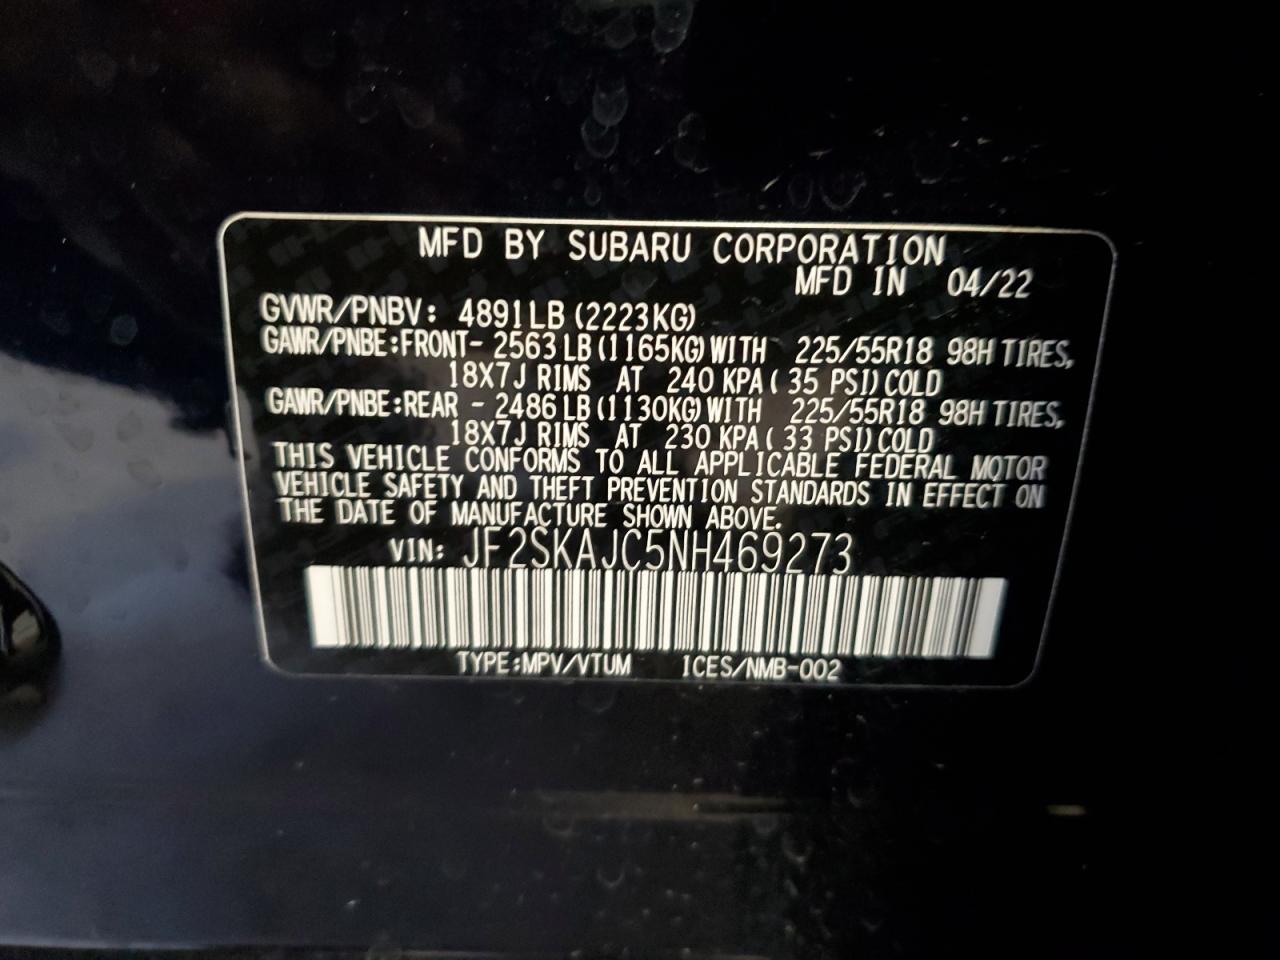 MFD BY SUBARU CORPORATION
MFD IN 04/22
GVWR/PNBV: 4891LB (2223KG)
GAWR/PNBE:FRONT- 2563LB (1165KG) WITH 225/55R18 98H TIRES,
18X7J RIMS AT 240 KPA ( 35 PSI) COLD
GAWR/PNBE:REAR - 2486LB (1130KG) WITH 225/55R18 98H TIRES,
18X7J RIMS AT 230 KPA ( 33 PSI) COLD
THIS VEHICLE CONFORMS TO ALL APPLICABLE FEDERAL MOTOR
VEHICLE SAFETY AND THEFT PREVENTION STANDARDS IN EFFECT ON
THE DATE OF MANUFACTURE SHOWN ABOVE.
VIN: JF2SKAJC5NH469273
TYPE:MPV/VTUM ICES/NMB-002